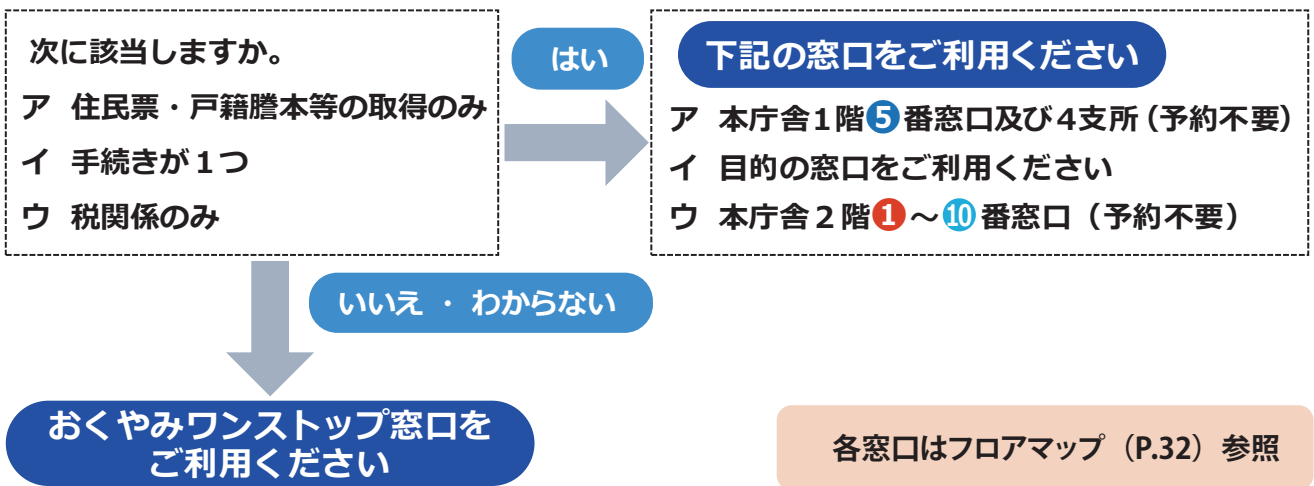 次に該当しますか。
ア 住民票・戸籍謄本等の取得のみ
イ 手続きが１つ
ウ 税関係のみ
はい
下記の窓口をご利用ください
ア 本庁舎1階❺番窓口及び4支所（予約不要）
イ 目的の窓口をご利用ください
ウ 本庁舎２階❶～❿番窓口（予約不要）
いいえ ・ わからない
おくやみワンストップ窓口を
ご利用ください
各窓口はフロアマップ（P.32）参照